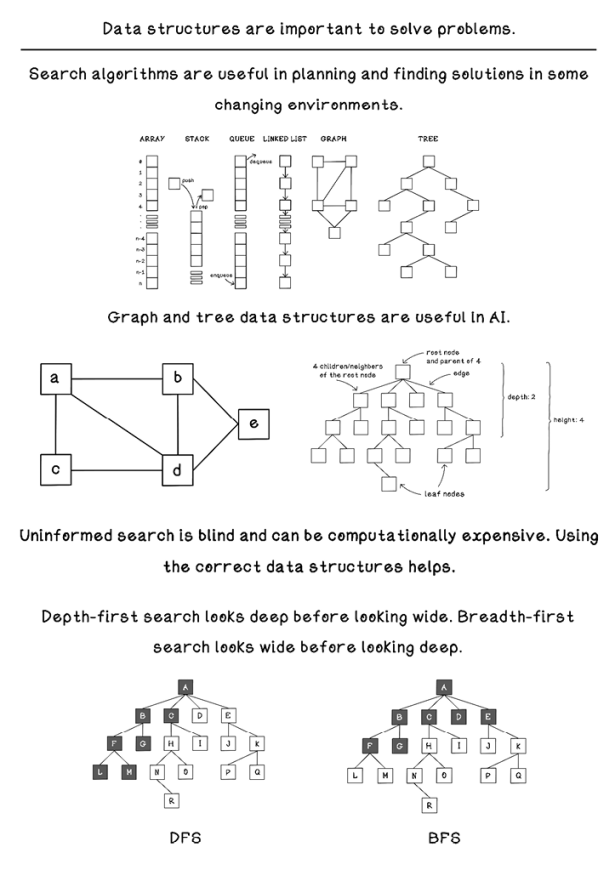 Data structures are important to solve problems.
Search algorithms are useful in planning and finding solutions in some
changing environments.
ARRAY STACK QUEUE LINKED LIST GRAPH TREE
0
1
2
3
4
n-4
n-3
n-2
n-1
n
push
pop
dequeue
enqueue
Graph and tree data structures are useful in AI.
a b
e
c d
root node
and parent of 4
4 children/neighbors
of the root node
edge
depth: 2
height: 4
leaf nodes
Uninformed search is blind and can be computationally expensive. Using
the correct data structures helps.
Depth-first search looks deep before looking wide. Breadth-first
search looks wide before looking deep.
A
B C D E
F G H I J K
L M N O P Q
R
DFS
A
B C D E
F G H I J K
L M N O P Q
R
BFS